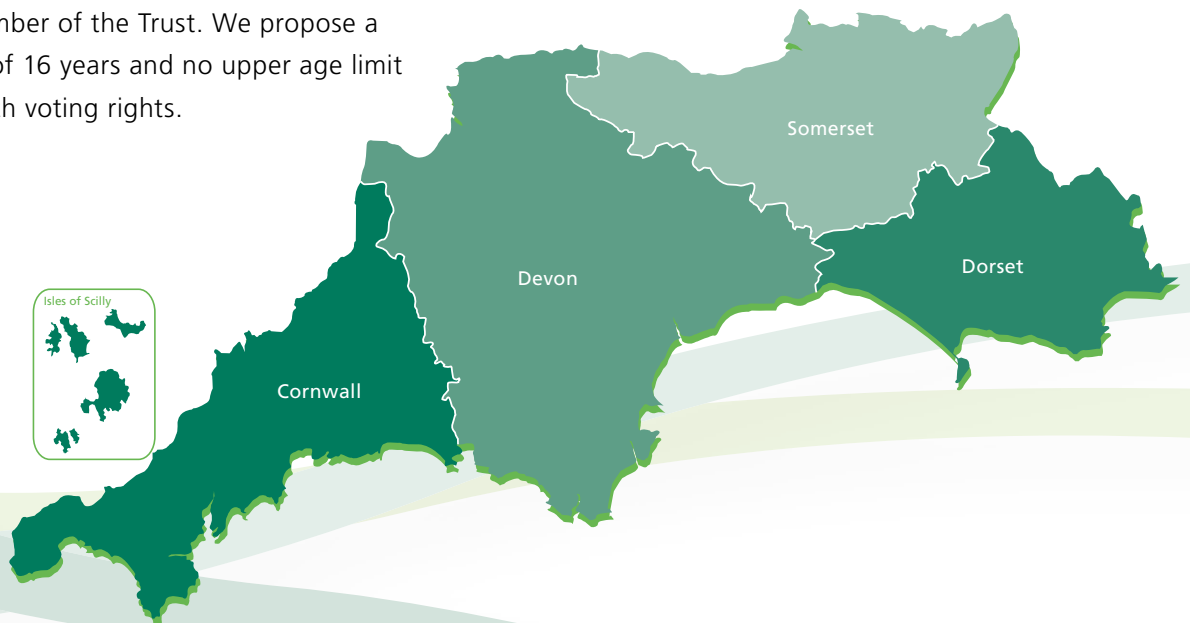 mber of the Trust. We propose a
of 16 years and no upper age limit
th voting rights.
Somerset
Dorset
Devon
Isles of Scilly
Cornwall